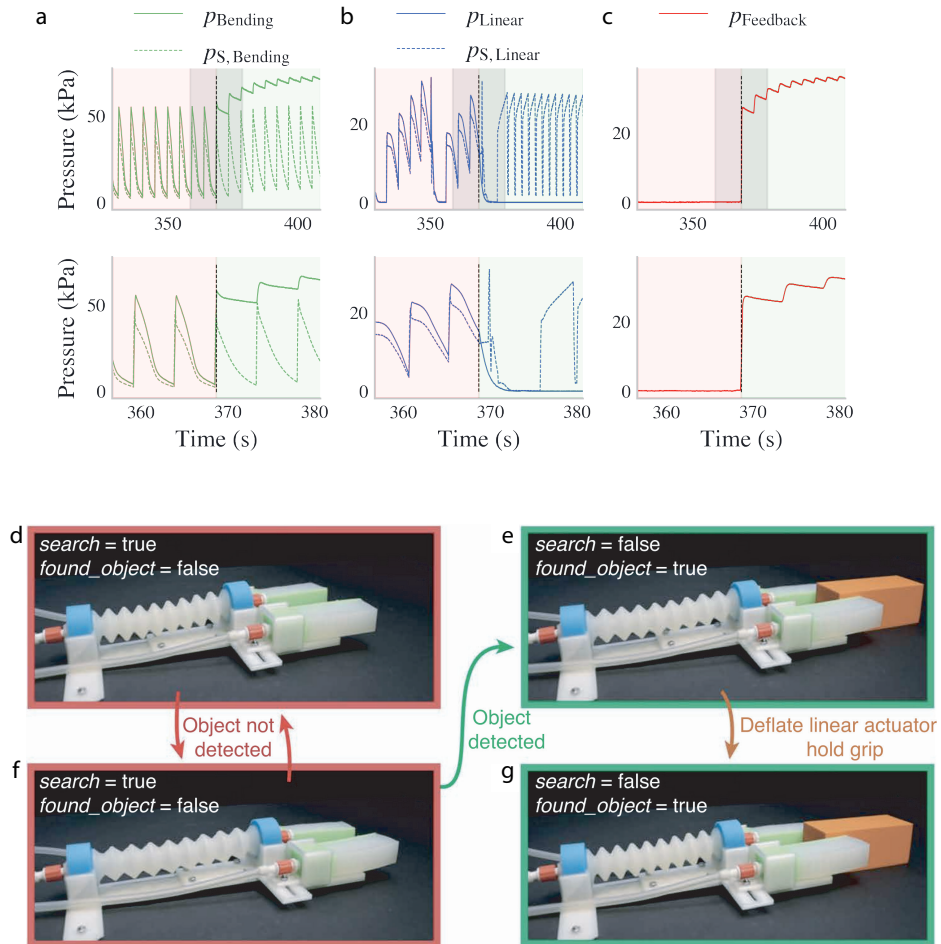 a
p_Bending
p_S, Bending
Pressure (kPa)
50
0
350
400
Pressure (kPa)
50
0
360
370
380
Time (s)
b
p_Linear
p_S, Linear
20
0
350
400
20
0
360
370
380
Time (s)
c
p_Feedback
20
0
350
400
20
0
360
370
380
Time (s)
d
search = true
found_object = false
e
search = false
found_object = true
Object not
detected
Object
detected
Deflate linear actuator
hold grip
f
search = true
found_object = false
g
search = false
found_object = true